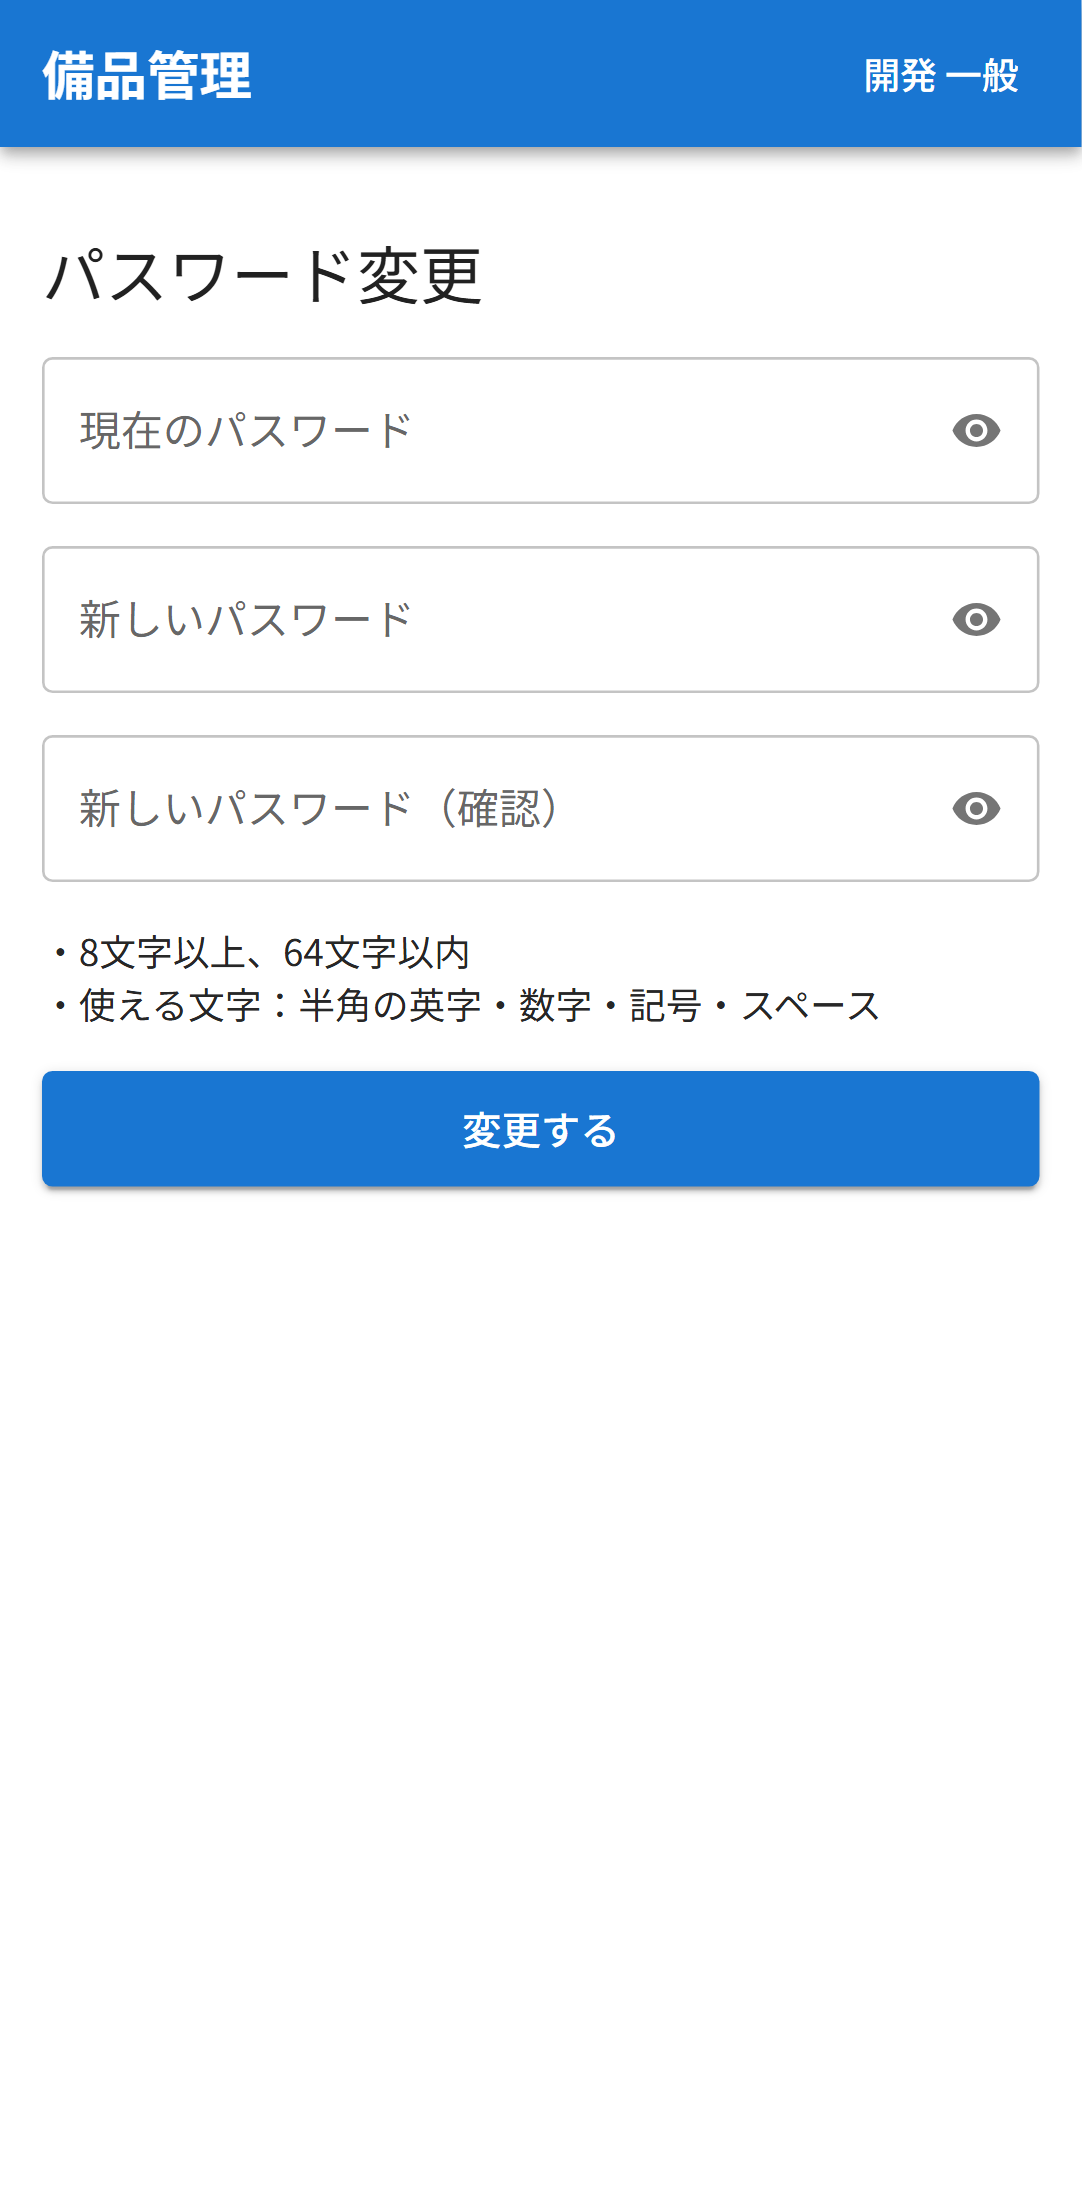 備品管理
開発 一般
パスワード変更
現在のパスワード
新しいパスワード
新しいパスワード（確認）
・8文字以上、64文字以内
・使える文字：半角の英字・数字・記号・スペース
変更する